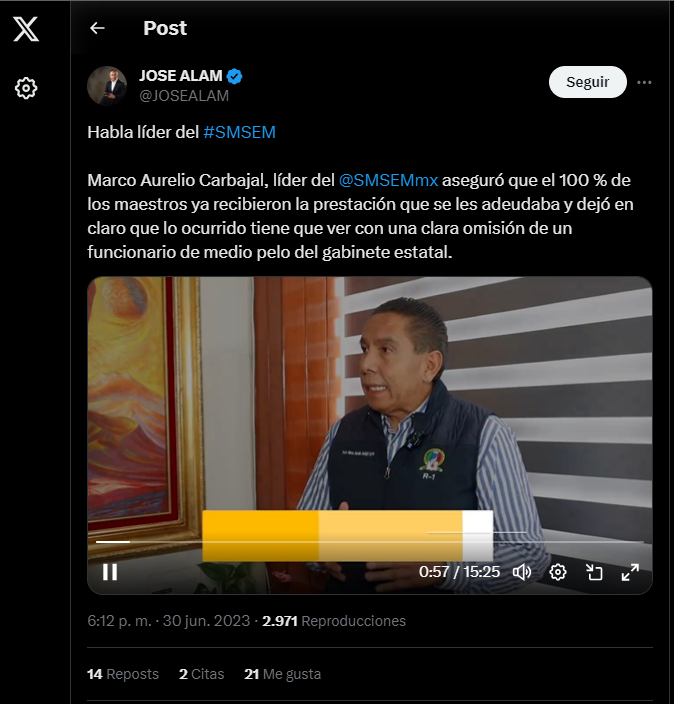 Post
JOSE ALAM
@JOSEALAM
Seguir
Habla líder del #SMSEM
Marco Aurelio Carbajal, líder del @SMSEMmx aseguró que el 100 % de
los maestros ya recibieron la prestación que se les adeudaba y dejó en
claro que lo ocurrido tiene que ver con una clara omisión de un
funcionario de medio pelo del gabinete estatal.
R-1
0:57 / 15:25
6:12 p. m. · 30 jun. 2023 · 2.971 Reproducciones
14 Reposts 2 Citas 21 Me gusta